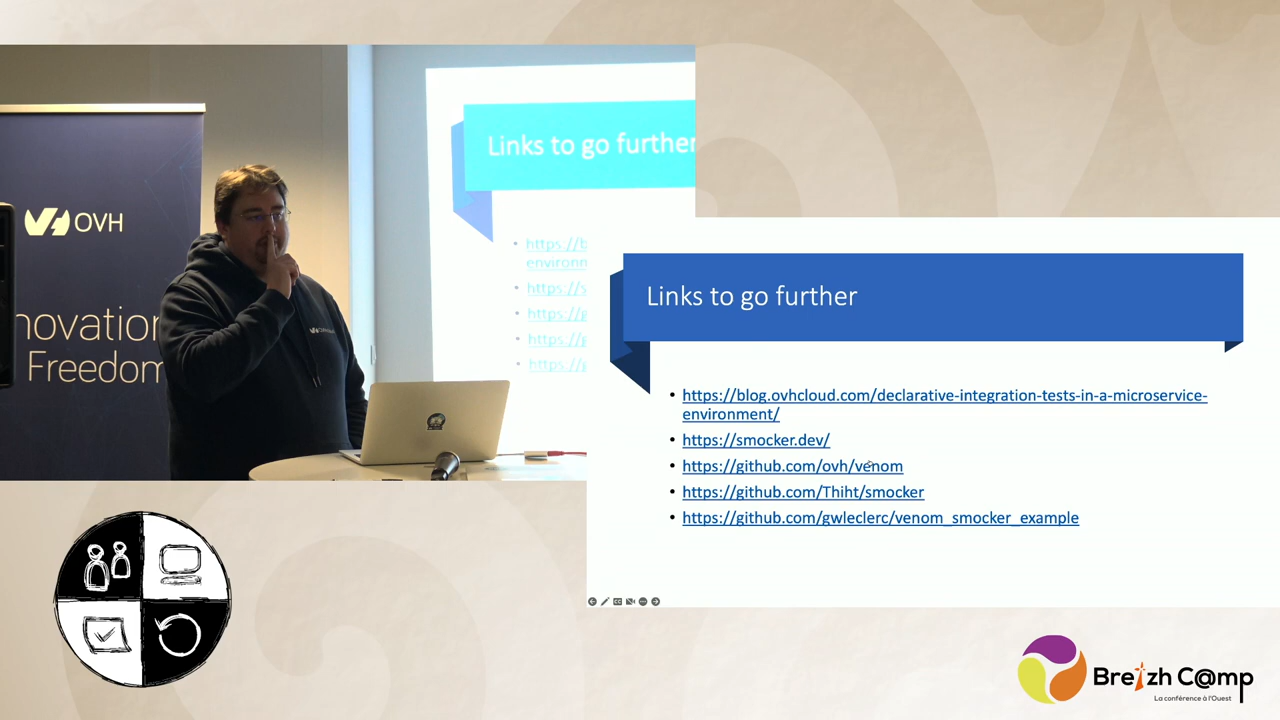 OVH
novation
Freedom
Links to go further
https://b
environn
https://s
https://g
https://g
https://g
Links to go further
https://blog.ovhcloud.com/declarative-integration-tests-in-a-microservice-
environment/
https://smocker.dev/
https://github.com/ovh/venom
https://github.com/Thiht/smocker
https://github.com/gwleclerc/venom_smocker_example
Breizh C@mp
La conférence à l'Ouest